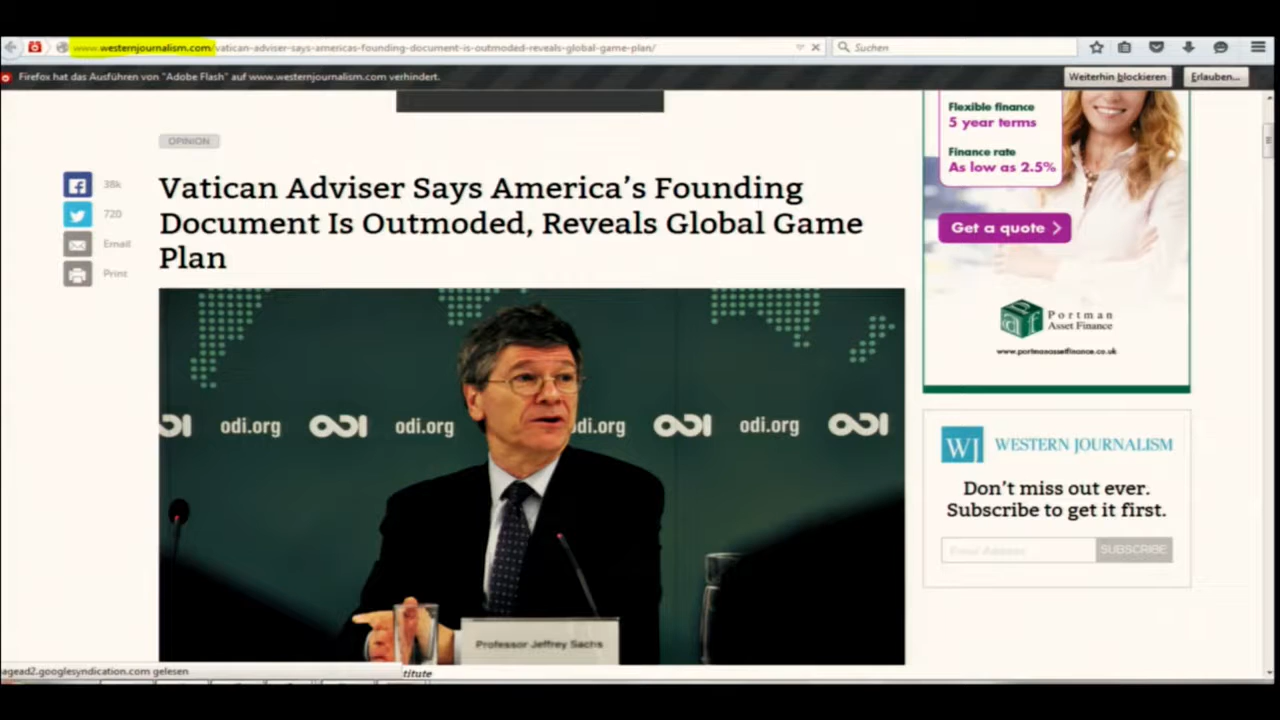 www.westernjournalism.com/vatican-adviser-says-americas-founding-document-is-outmoded-reveals-global-game-plan/
Suchen
Firefox hat das Ausführen von "Adobe Flash" auf www.westernjournalism.com verhindert.
Weiterhin blockieren
Erlauben...
OPINION
38k
720
Email
Print
Vatican Adviser Says America's Founding
Document Is Outmoded, Reveals Global Game
Plan
odi.org
odi.org
odi.org
odi.org
Professor Jeffrey Sachs
Flexible finance
5 year terms
Finance rate
As low as 2.5%
Get a quote
Portman
Asset Finance
www.portmanassetfinance.co.uk
WJ WESTERN JOURNALISM
Don't miss out ever.
Subscribe to get it first.
Email Address
SUBSCRIBE
agead2.googlesyndication.com gelesen
titute